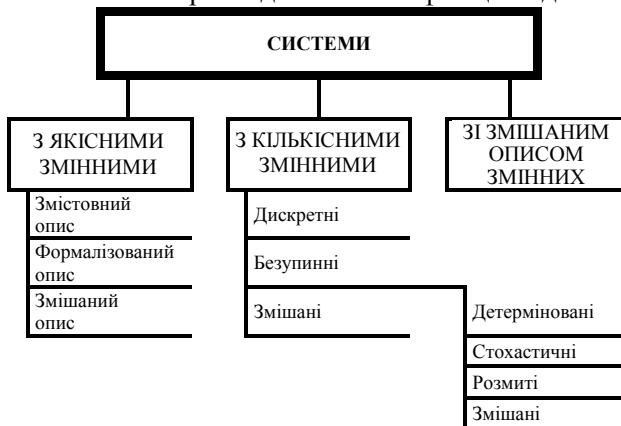 СИСТЕМИ
З ЯКІСНИМИ
ЗМІННИМИ
З КІЛЬКІСНИМИ
ЗМІННИМИ
ЗІ ЗМІШАНИМ
ОПИСОМ
ЗМІННИХ
Змістовний
опис
Формалізований
опис
Змішаний
опис
Дискретні
Безупинні
Змішані
Детерміновані
Стохастичні
Розмиті
Змішані